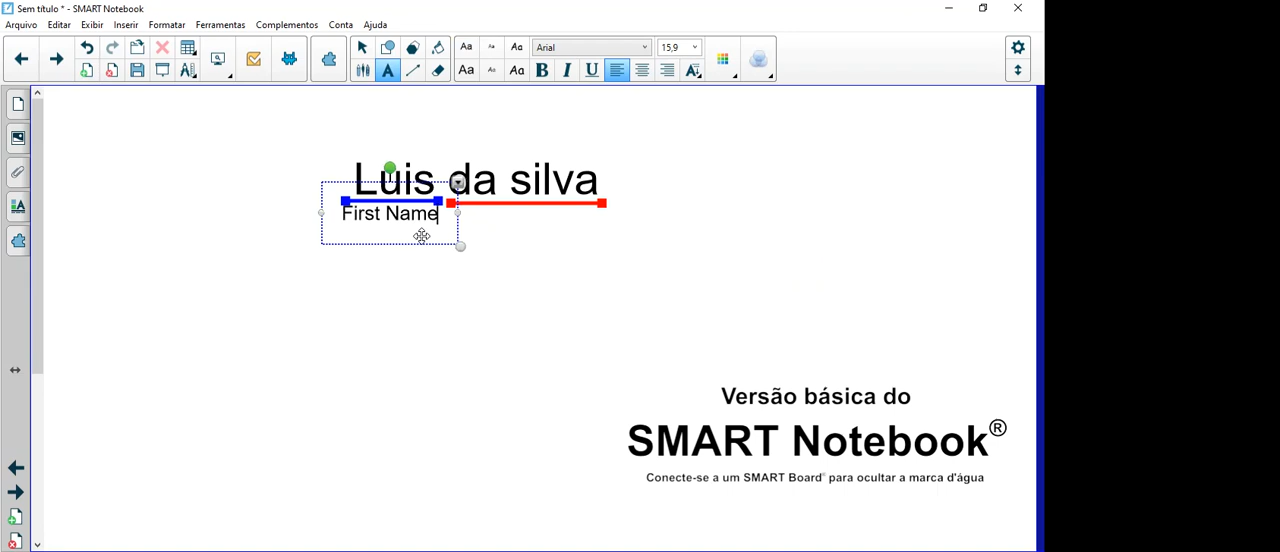 Sem título * - SMART Notebook
Arquivo Editar Exibir Inserir Formatar Ferramentas Complementos Conta Ajuda
Aa Aa Aa Arial 15,9
A Aa Aa Aa B I U A
Luis da silva
First Name
Versão básica do
SMART Notebook®
Conecte-se a um SMART Board® para ocultar a marca d'água